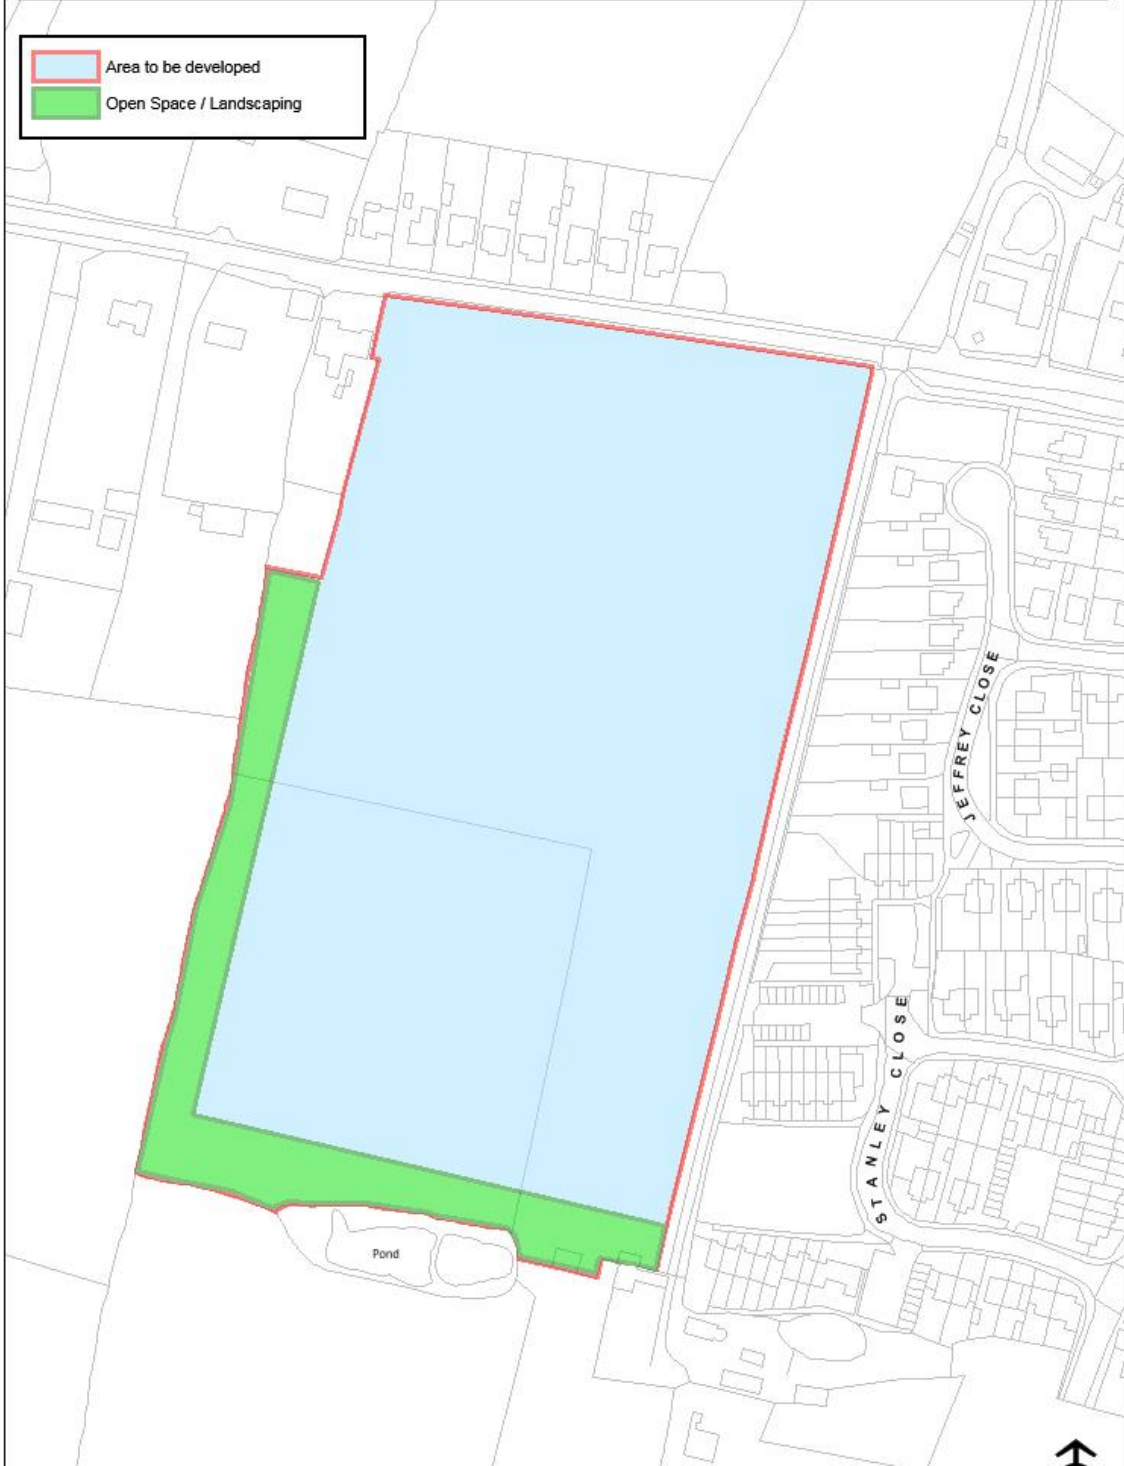 Area to be developed
Open Space / Landscaping
JEFFREY CLOSE
STANLEY CLOSE
Pond